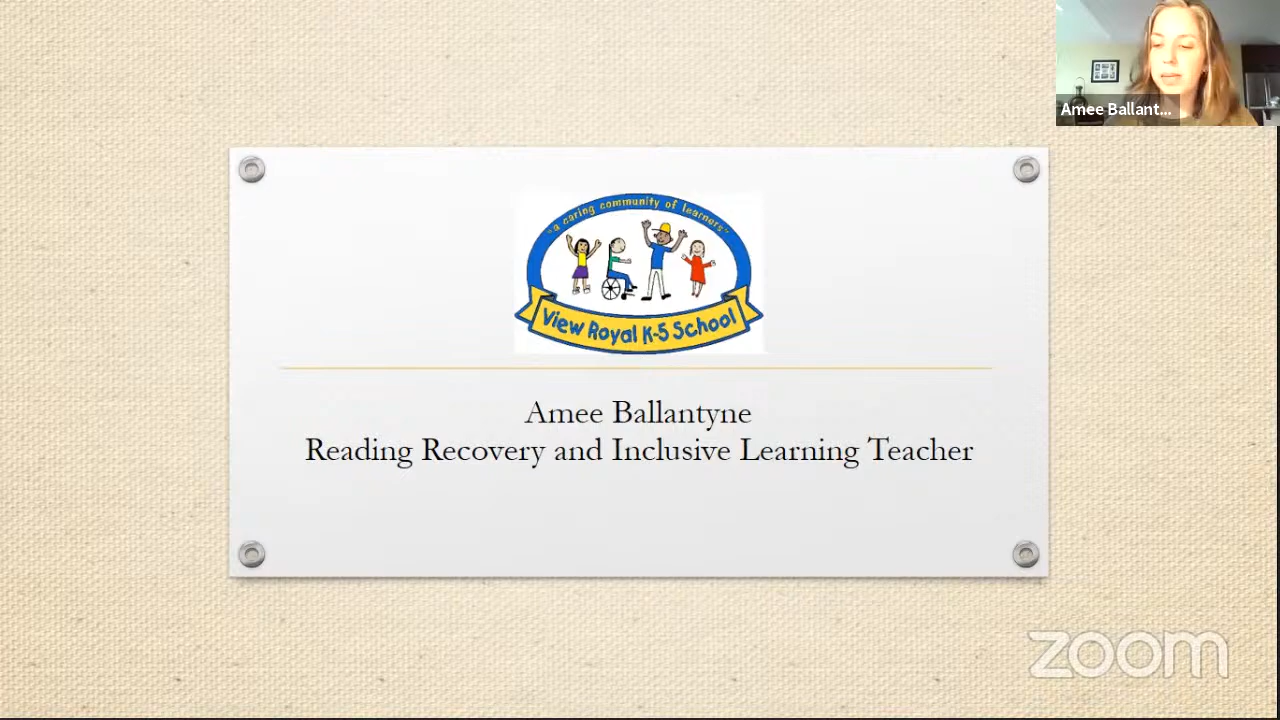 Amee Ballant...
"a caring community of learners"
View Royal K-5 School
Amee Ballantyne
Reading Recovery and Inclusive Learning Teacher
zoom